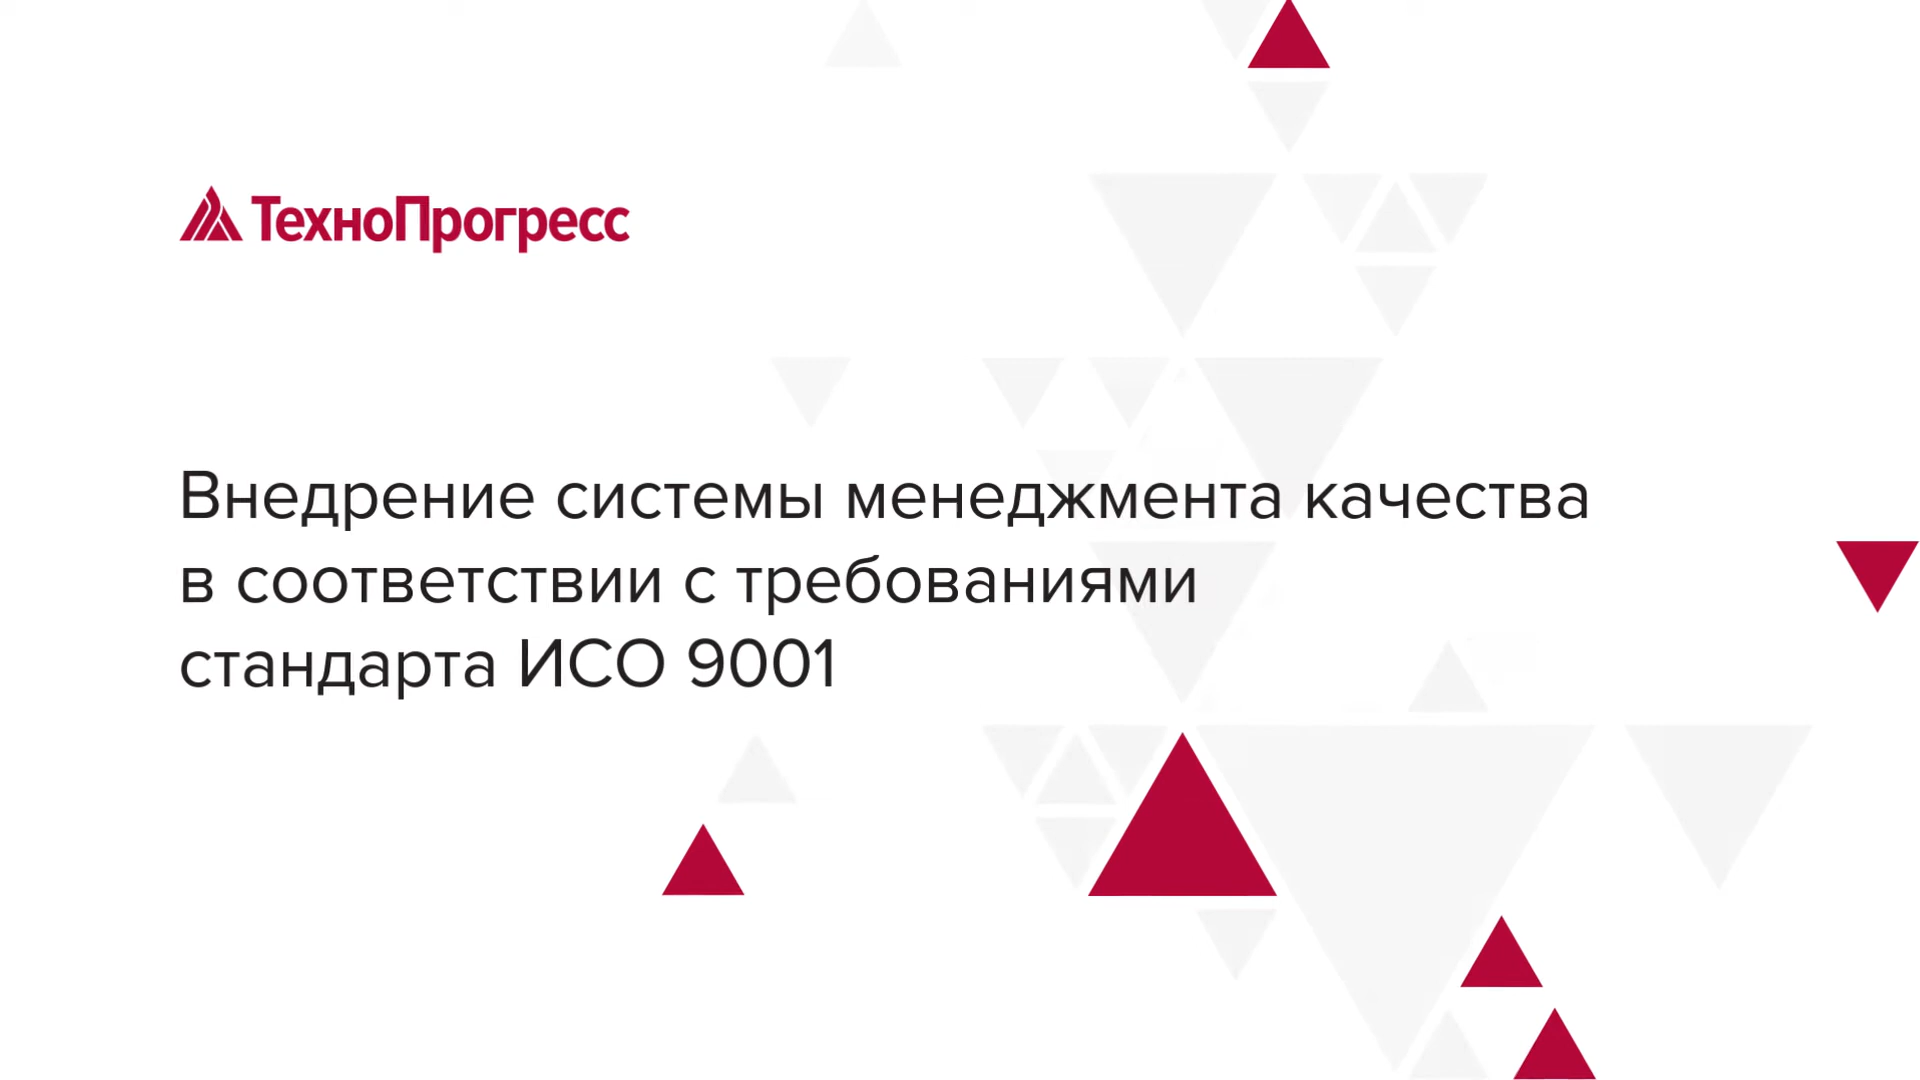 ТехноПрогресс
Внедрение системы менеджмента качества
в соответствии с требованиями
стандарта ИСО 9001